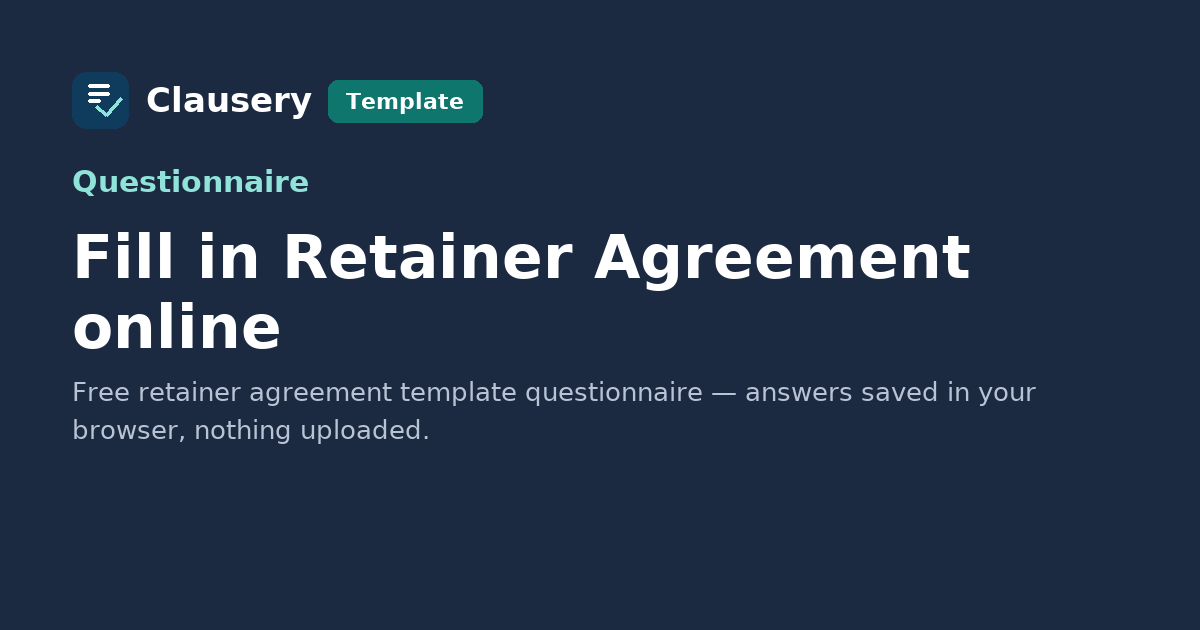 Clausery
Template
Questionnaire
Fill in Retainer Agreement
online
Free retainer agreement template questionnaire — answers saved in your
browser, nothing uploaded.